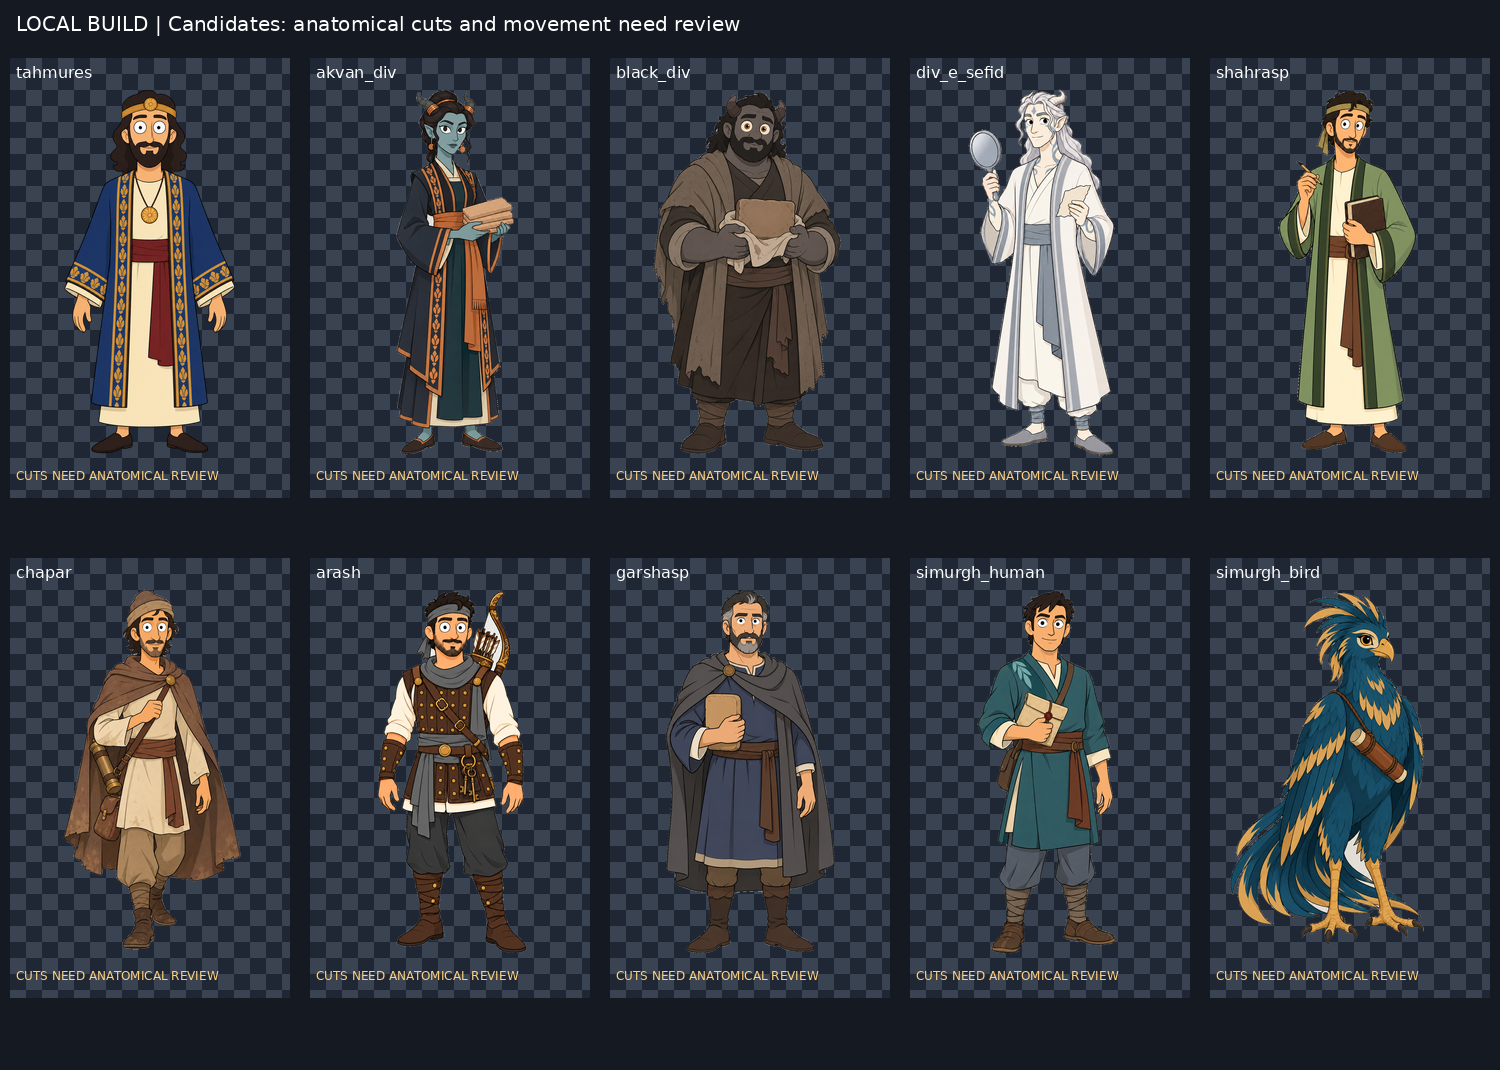 LOCAL BUILD | Candidates: anatomical cuts and movement need review
tahmures
akvan_div
black_div
div_e_sefid
shahrasp
CUTS NEED ANATOMICAL REVIEW
CUTS NEED ANATOMICAL REVIEW
CUTS NEED ANATOMICAL REVIEW
CUTS NEED ANATOMICAL REVIEW
CUTS NEED ANATOMICAL REVIEW
chapar
arash
garshasp
simurgh_human
simurgh_bird
CUTS NEED ANATOMICAL REVIEW
CUTS NEED ANATOMICAL REVIEW
CUTS NEED ANATOMICAL REVIEW
CUTS NEED ANATOMICAL REVIEW
CUTS NEED ANATOMICAL REVIEW